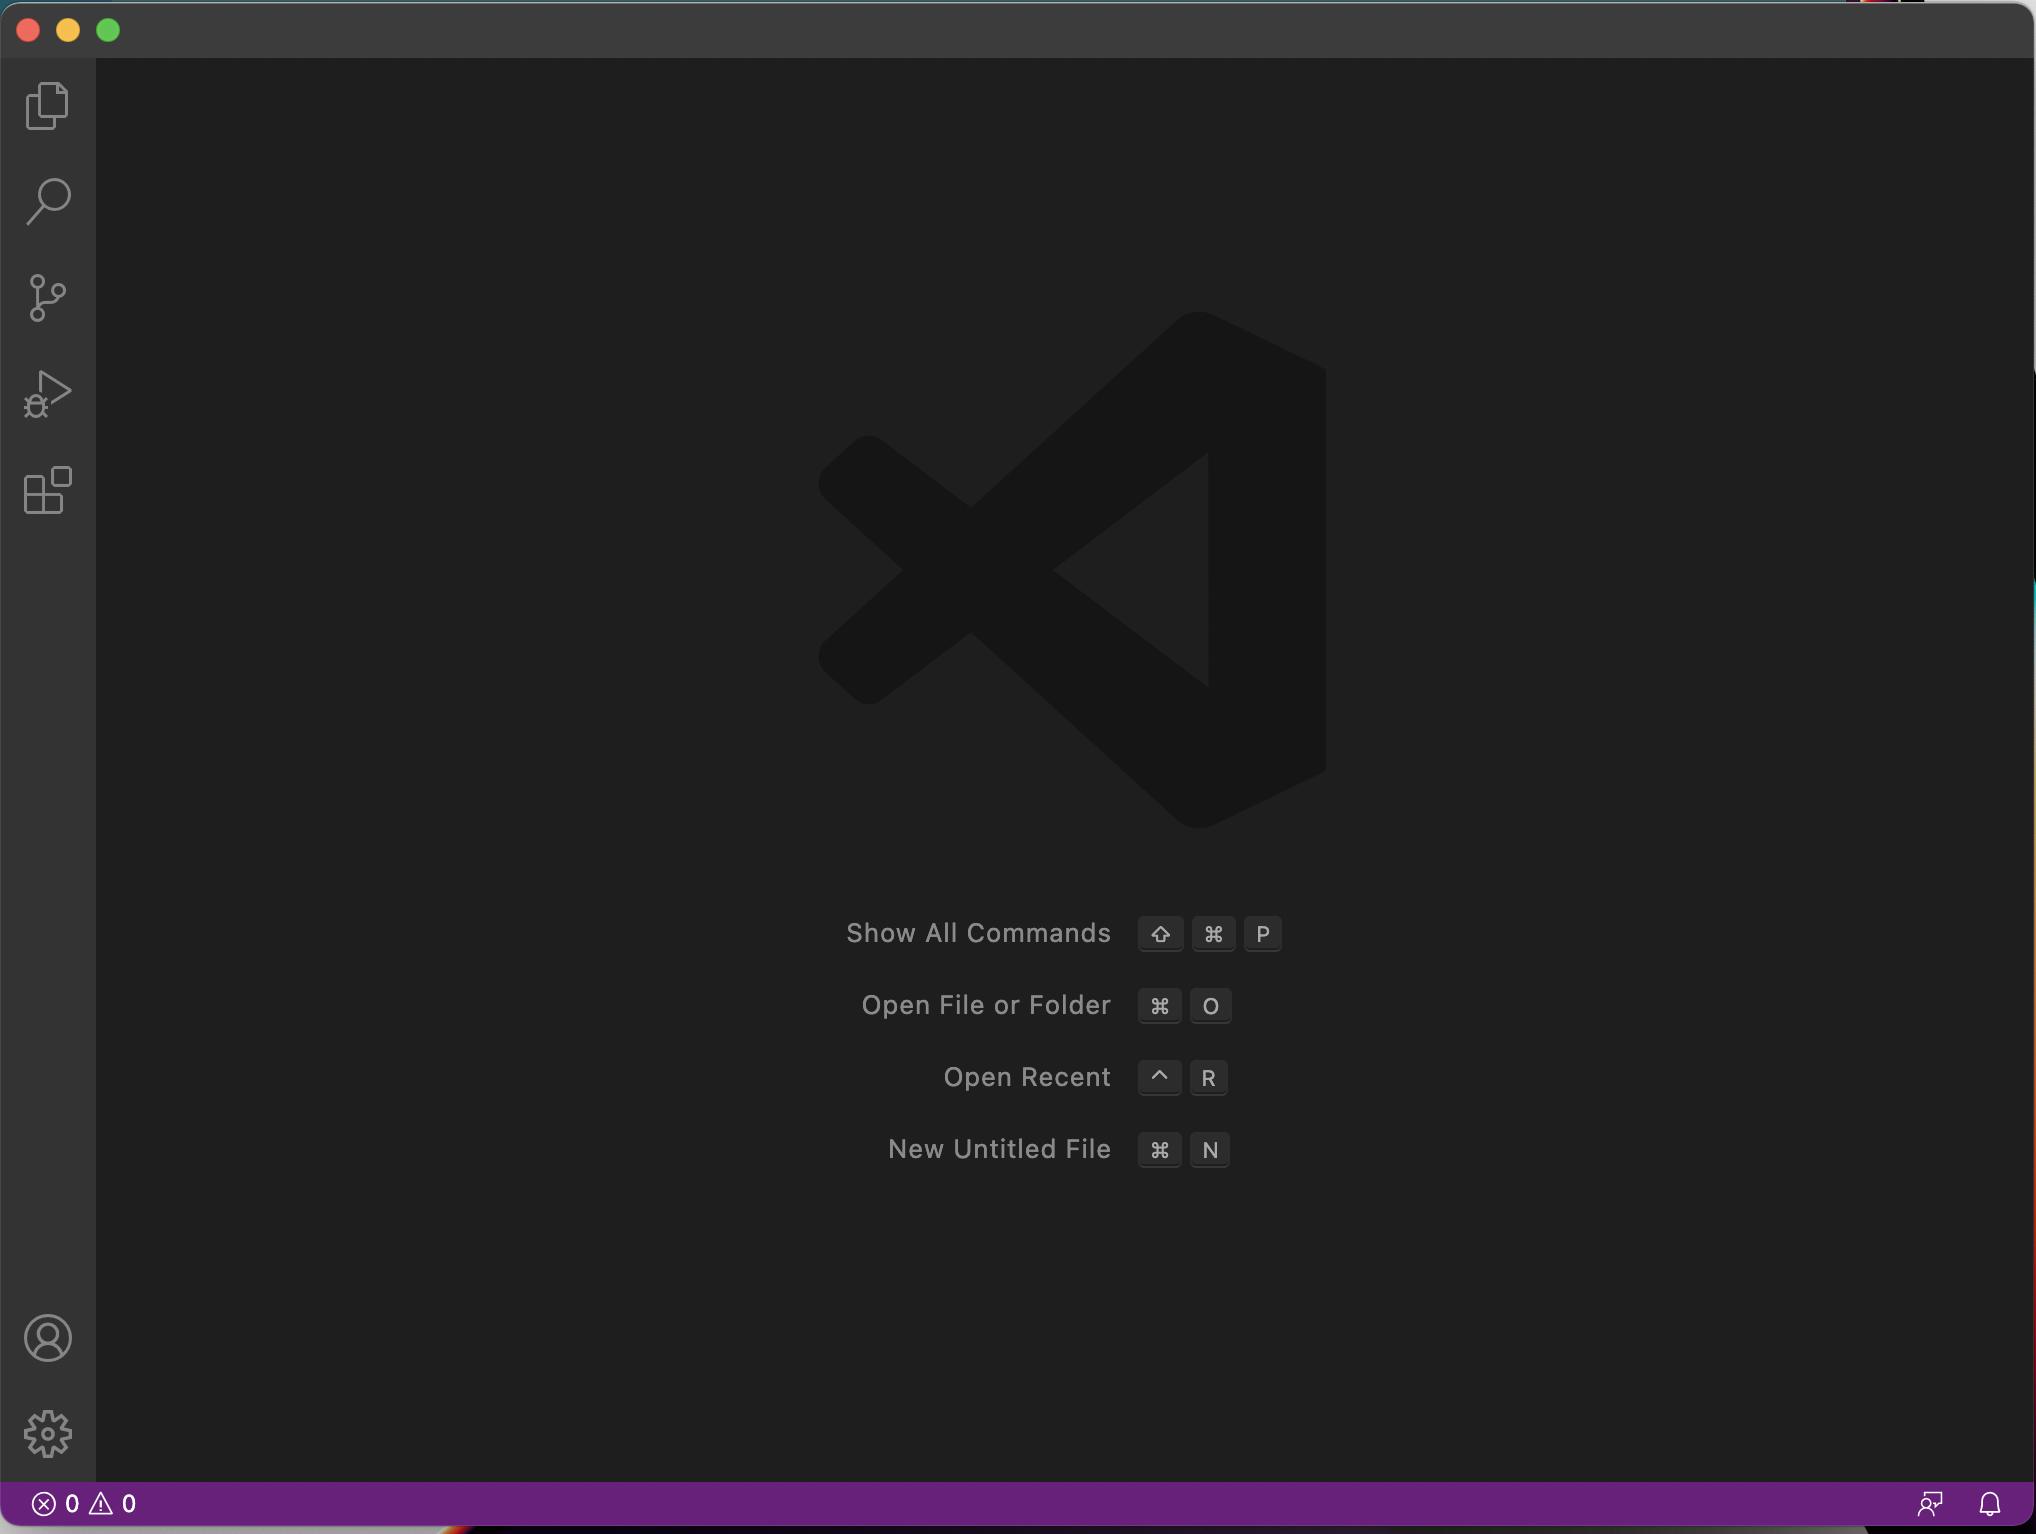 Show All Commands ⇧ ⌘ P
Open File or Folder ⌘ O
Open Recent ^ R
New Untitled File ⌘ N
0 0